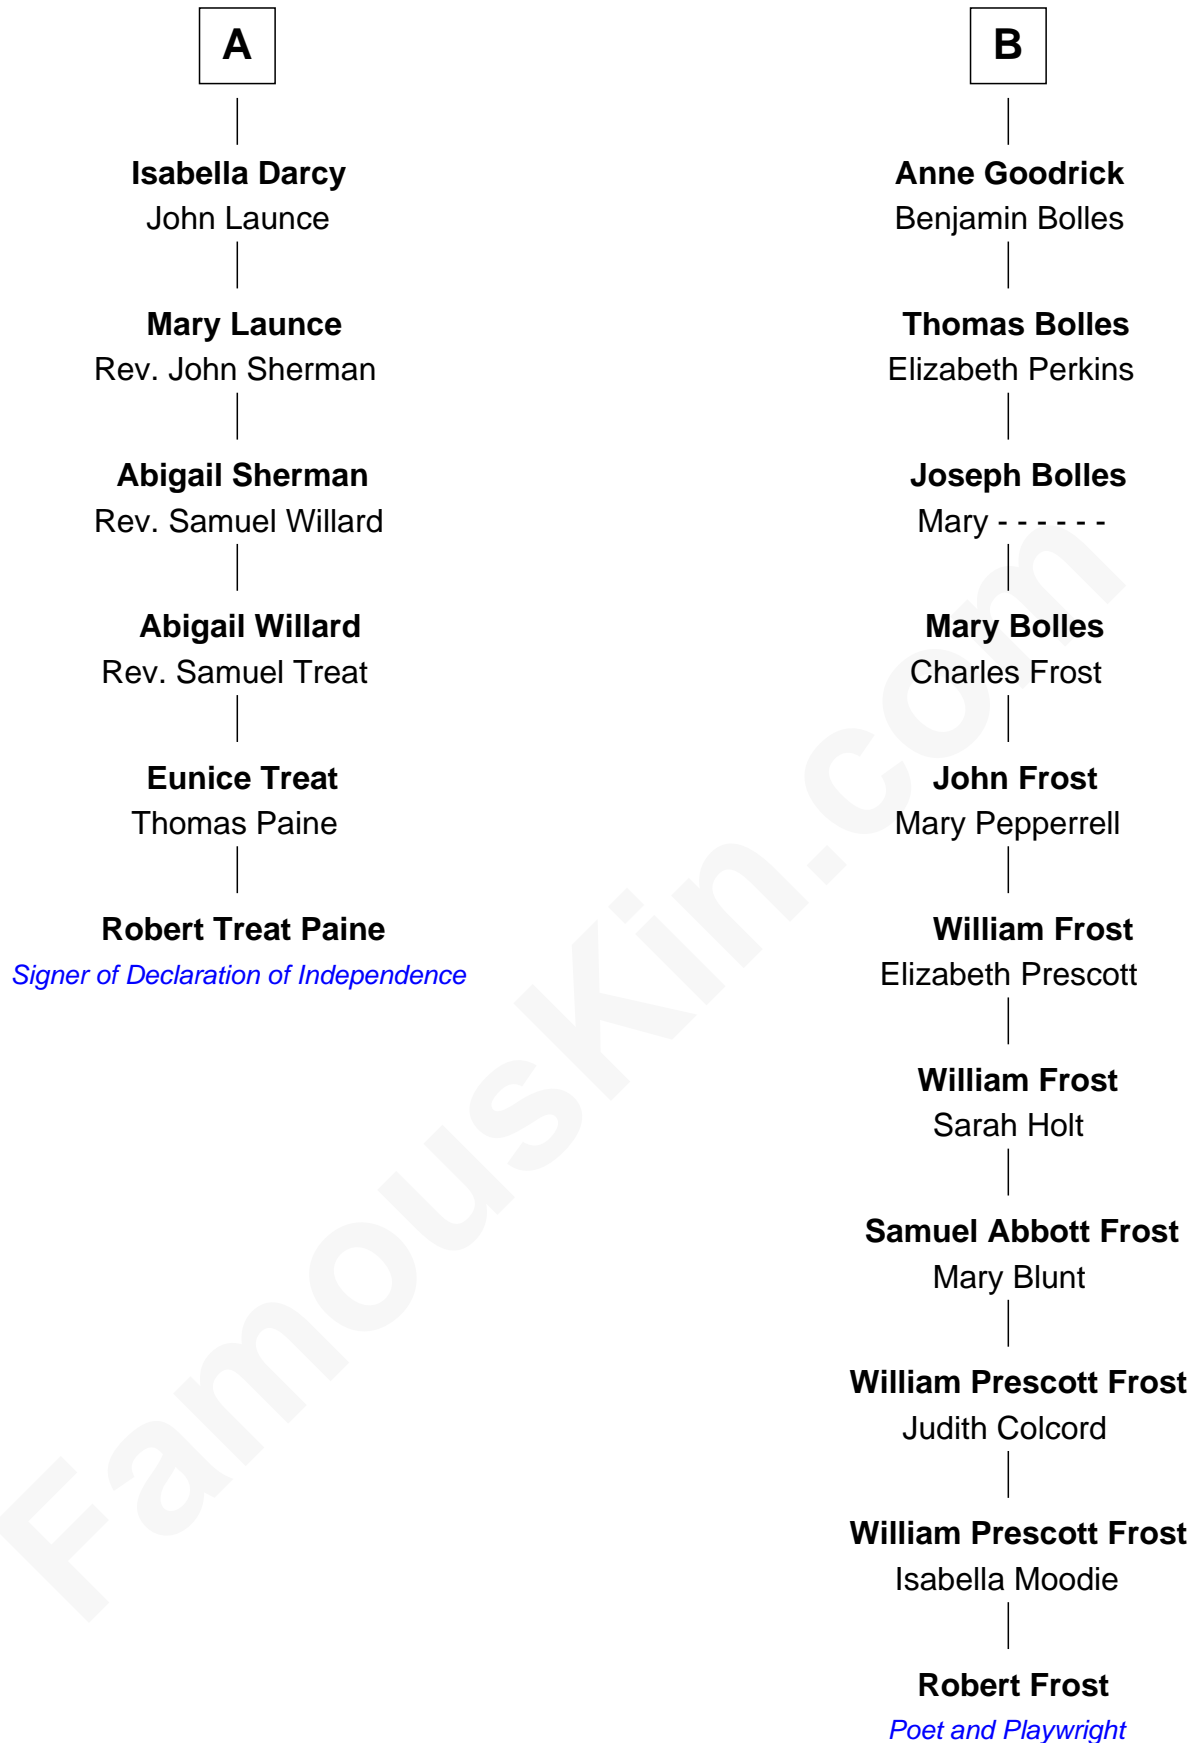 A
Isabella Darcy
John Launce
Mary Launce
Rev. John Sherman
Abigail Sherman
Rev. Samuel Willard
Abigail Willard
Rev. Samuel Treat
Eunice Treat
Thomas Paine
Robert Treat Paine
Signer of Declaration of Independence
B
Anne Goodrick
Benjamin Bolles
Thomas Bolles
Elizabeth Perkins
Joseph Bolles
Mary - - - - - -
Mary Bolles
Charles Frost
John Frost
Mary Pepperrell
William Frost
Elizabeth Prescott
William Frost
Sarah Holt
Samuel Abbott Frost
Mary Blunt
William Prescott Frost
Judith Colcord
William Prescott Frost
Isabella Moodie
Robert Frost
Poet and Playwright
FamousKin.com